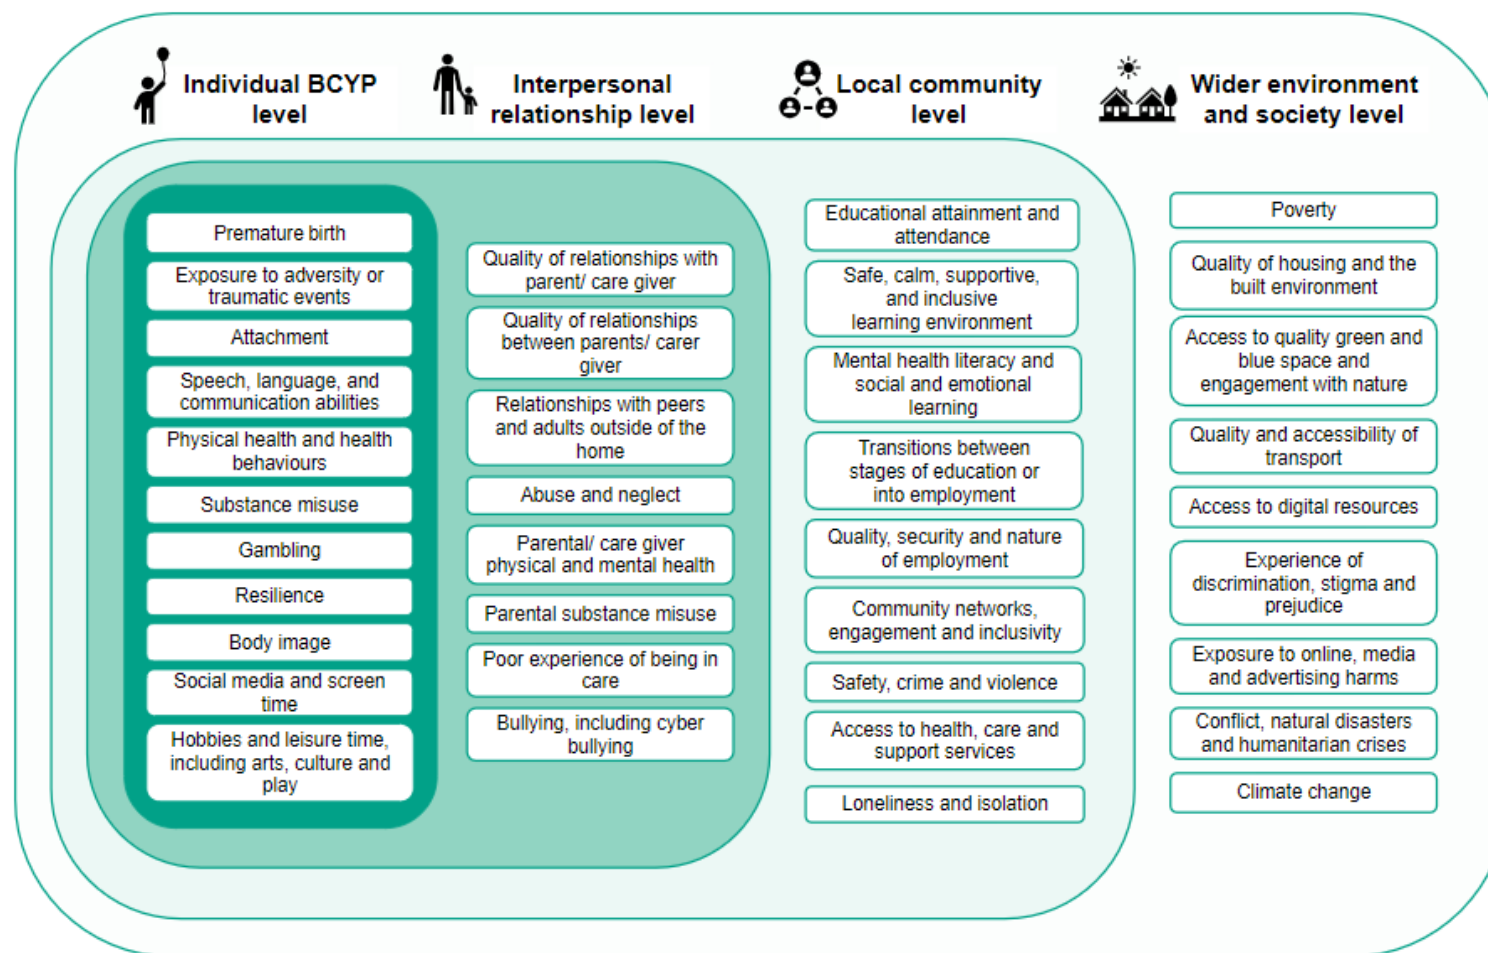 Individual BCYP
level
Interpersonal
relationship level
Local community
level
Wider environment
and society level
Premature birth
Exposure to adversity or
traumatic events
Attachment
Speech, language, and
communication abilities
Physical health and health
behaviours
Substance misuse
Gambling
Resilience
Body image
Social media and screen
time
Hobbies and leisure time,
including arts, culture and
play
Quality of relationships with
parent/ care giver
Quality of relationships
between parents/ carer
giver
Relationships with peers
and adults outside of the
home
Abuse and neglect
Parental/ care giver
physical and mental health
Parental substance misuse
Poor experience of being in
care
Bullying, including cyber
bullying
Educational attainment and
attendance
Safe, calm, supportive,
and inclusive
learning environment
Mental health literacy and
social and emotional
learning
Transitions between
stages of education or
into employment
Quality, security and nature
of employment
Community networks,
engagement and inclusivity
Safety, crime and violence
Access to health, care and
support services
Loneliness and isolation
Poverty
Quality of housing and the
built environment
Access to quality green and
blue space and
engagement with nature
Quality and accessibility of
transport
Access to digital resources
Experience of
discrimination, stigma and
prejudice
Exposure to online, media
and advertising harms
Conflict, natural disasters
and humanitarian crises
Climate change